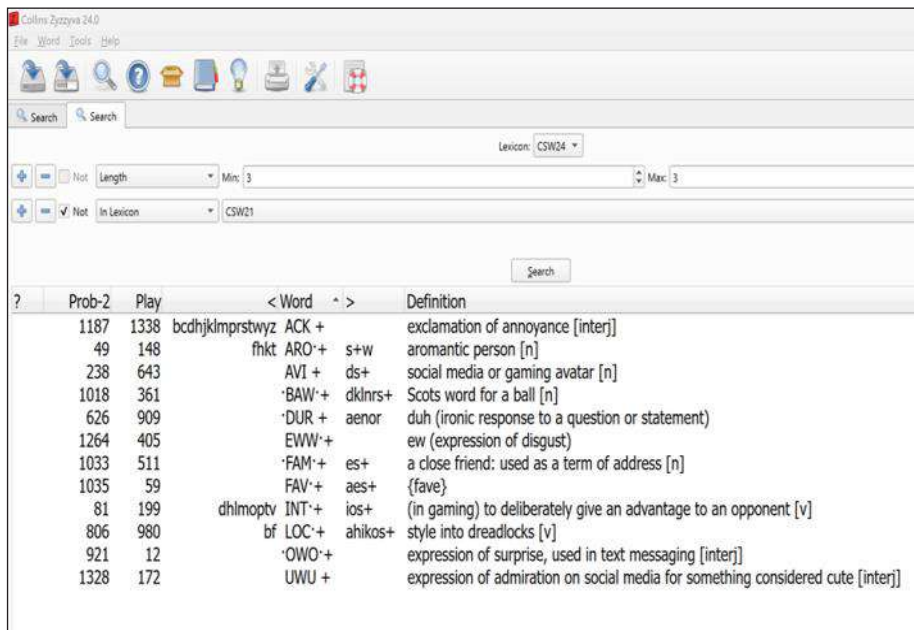 Collins Zyzzyva 24.0
File Word Tools Help
Search Search
Lexicon: CSW24
Not Length Min: 3 Max: 3
Not In Lexicon CSW21
Search
? Prob-2 Play < Word > Definition
1187 1338 bcdhjklmprstwyz ACK + exclamation of annoyance [interj]
49 148 fhkt ARO·+ s+w aromantic person [n]
238 643 AVI + ds+ social media or gaming avatar [n]
1018 361 ·BAW·+ dklnrs+ Scots word for a ball [n]
626 909 ·DUR + aenor duh (ironic response to a question or statement)
1264 405 EWW·+ ew (expression of disgust)
1033 511 ·FAM·+ es+ a close friend: used as a term of address [n]
1035 59 FAV·+ aes+ {fave}
81 199 dhlmoptv INT·+ ios+ (in gaming) to deliberately give an advantage to an opponent [v]
806 980 bf LOC·+ ahikos+ style into dreadlocks [v]
921 12 ·OWO·+ expression of surprise, used in text messaging [interj]
1328 172 UWU + expression of admiration on social media for something considered cute [interj]